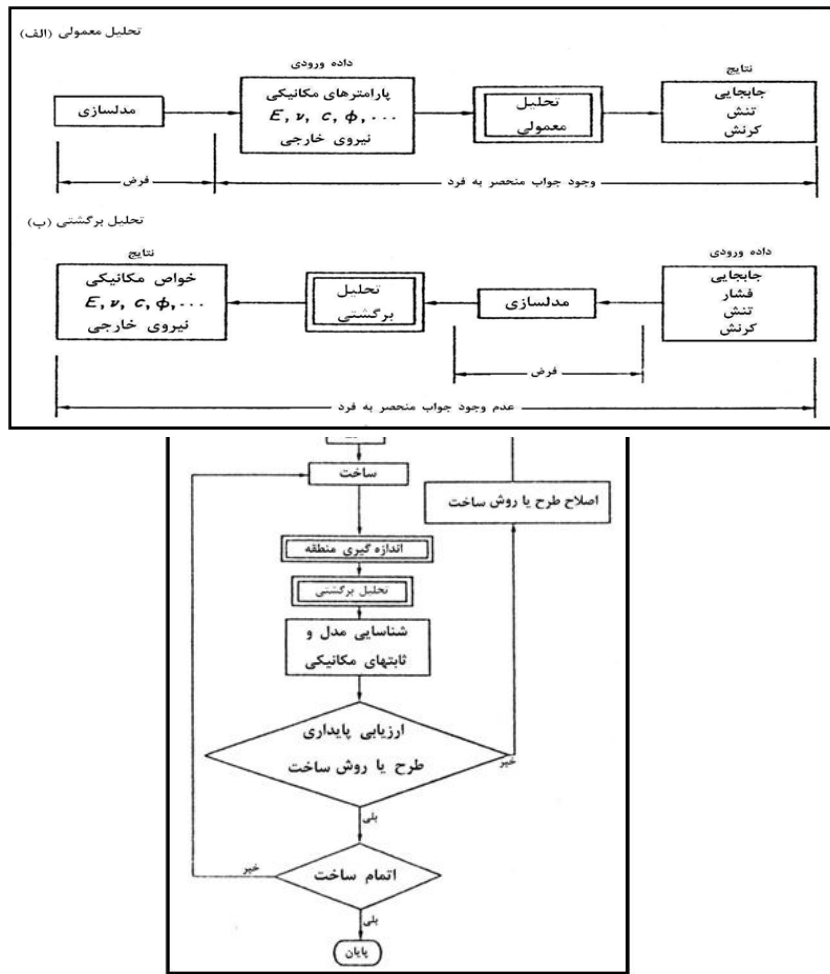 تحلیل معمولی (الف)
داده ورودی
نتایج
مدلسازی
پارامترهای مکانیکی
E, ν, c, ϕ, ...
نیروی خارجی
تحلیل
معمولی
جابجایی
تنش
کرنش
فرض
وجود جواب منحصر به فرد
تحلیل برگشتی (ب)
نتایج
داده ورودی
خواص مکانیکی
E, ν, c, ϕ, ...
نیروی خارجی
تحلیل
برگشتی
مدلسازی
جابجایی
فشار
تنش
کرنش
فرض
عدم وجود جواب منحصر به فرد
ساخت
اصلاح طرح یا روش ساخت
اندازه گیری منطقه
تحلیل برگشتی
شناسایی مدل و
ثابتهای مکانیکی
ارزیابی پایداری
طرح یا روش ساخت
خیر
بلی
اتمام ساخت
خیر
بلی
پایان